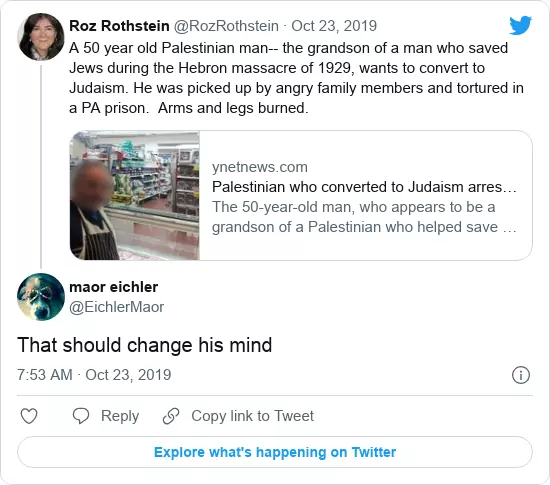 Roz Rothstein @RozRothstein · Oct 23, 2019
A 50 year old Palestinian man-- the grandson of a man who saved
Jews during the Hebron massacre of 1929, wants to convert to
Judaism. He was picked up by angry family members and tortured in
a PA prison.  Arms and legs burned.
ynetnews.com
Palestinian who converted to Judaism arres…
The 50-year-old man, who appears to be a
grandson of a Palestinian who helped save …
maor eichler
@EichlerMaor
That should change his mind
7:53 AM · Oct 23, 2019
Reply
Copy link to Tweet
Explore what's happening on Twitter